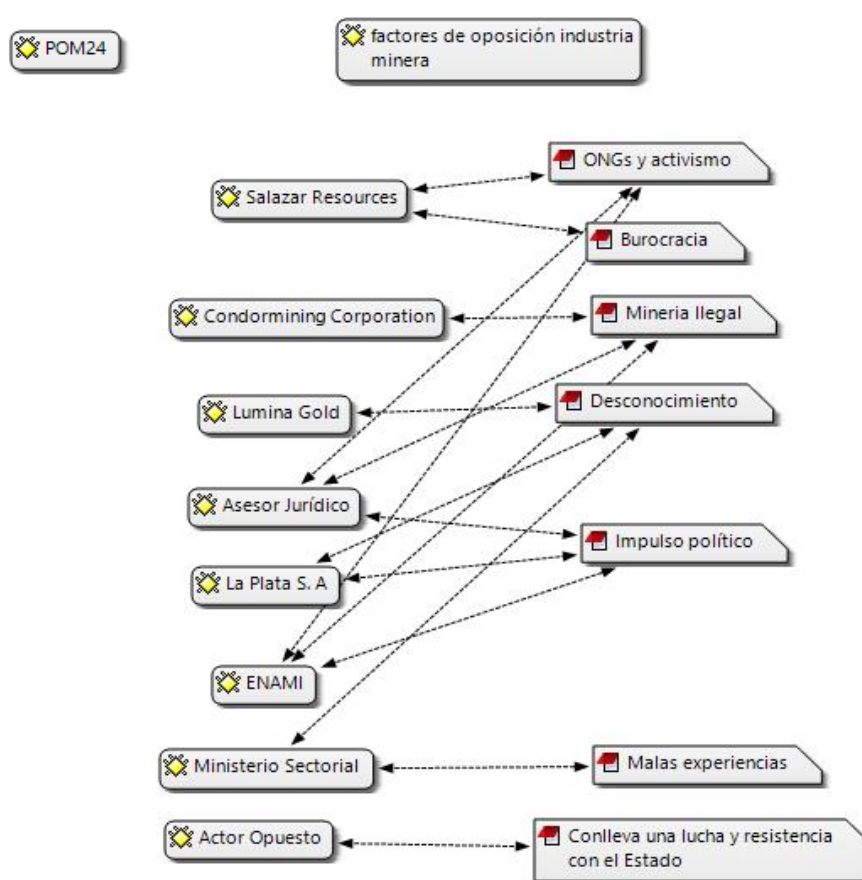 POM24
factores de oposición industria
minera
ONGs y activismo
Salazar Resources
Burocracia
Condormining Corporation
Mineria Ilegal
Lumina Gold
Desconocimiento
Asesor Jurídico
Impulso político
La Plata S. A
ENAMI
Ministerio Sectorial
Malas experiencias
Actor Opuesto
Conlleva una lucha y resistencia
con el Estado